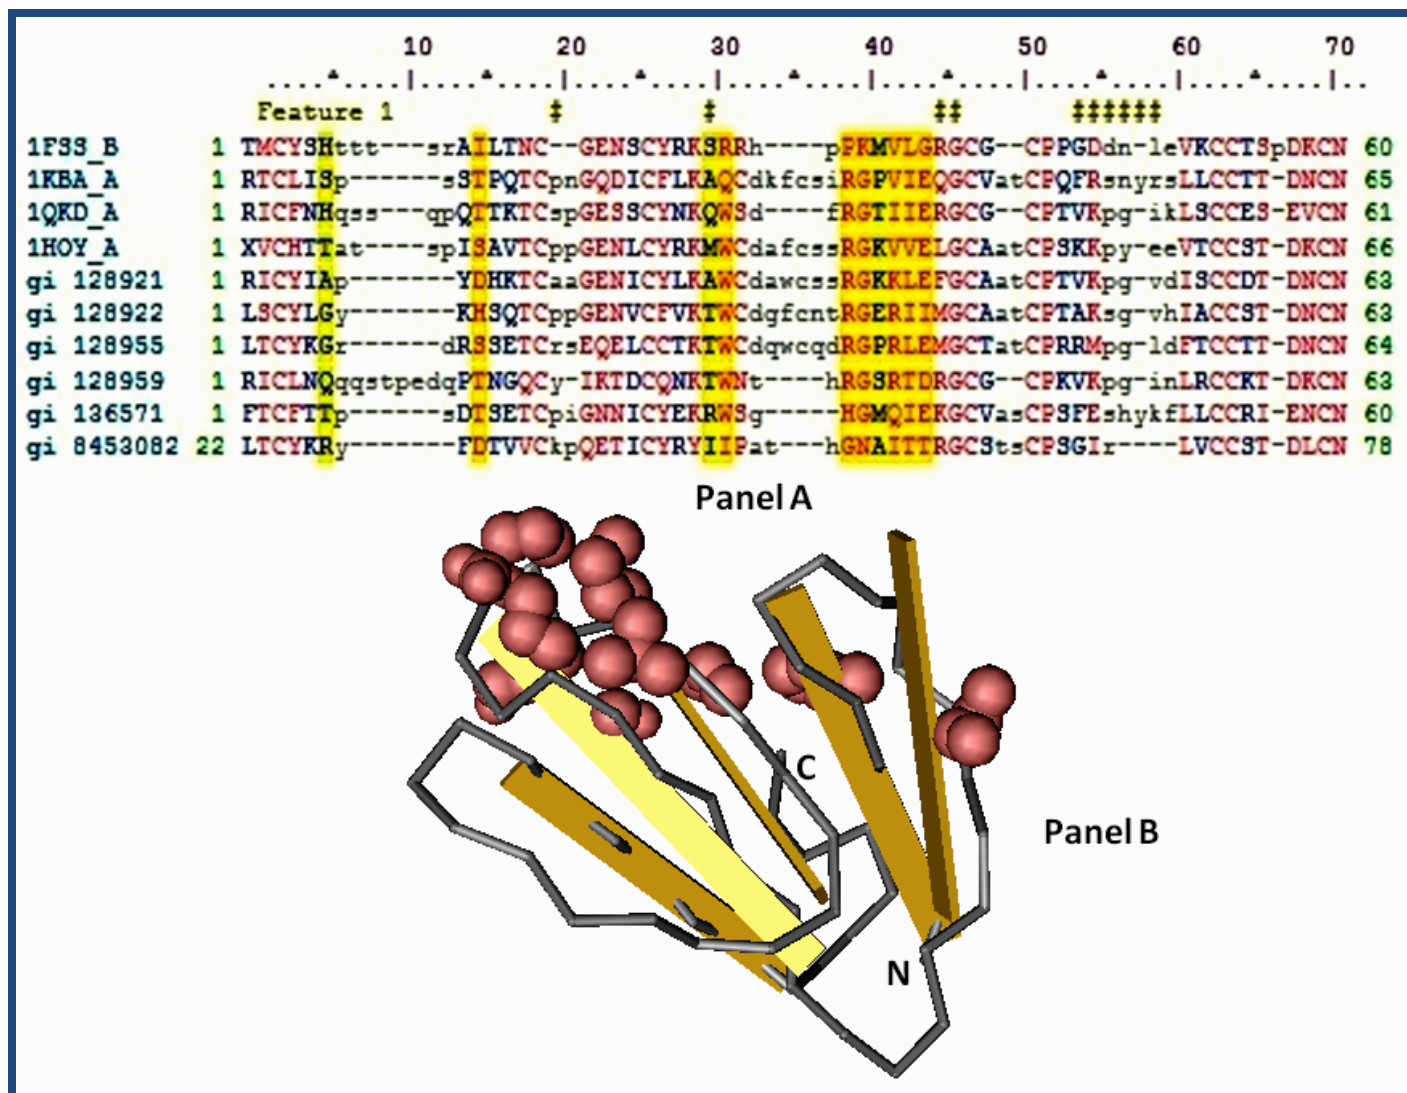 10 20 30 40 50 60 70
Feature 1 ‡ ‡ ‡‡ ‡‡‡‡‡‡
1FSS_B 1 TMCYSHttt---srAILTNC--GENSCYRKSRRRh----pPKMVLGRGCG--CPPGDdn-leVKCCTSpDKCN 60
1KBA_A 1 RTCLISp------sSTPQTCpnGQDICFLKAQCdkfcsiRGPVIEQGCVatCPQFRsnyrsLLCCTT-DNCN 65
1QKD_A 1 RICFNHqss---qpQTTKTCspGESSCYNKQWSd----fRGTIIERGCG--CPTVKpg-ikLSCCES-EVCN 61
1HOY_A 1 XVCHTTat----spISAVTCppGENLCYRKMWCdafcssRGKVVELGCAatCPSKKpy-eeVTCCST-DKCN 66
gi 128921 1 RICYIAp-------YDHKTCaaGENICYLKAWCdawcssRGKKLEFGCAatCPTVKpg-vdISCCDT-DNCN 63
gi 128922 1 LSCYLGy-------KHSQTCppGENVCFVKTWCdgfcntRGERIIMGCAatCPTAKsg-vhIACCST-DNCN 63
gi 128955 1 LTCYKGr------dRSSETCrsEQELCCTKTWCdqwcqdRGPRLEMGCTatCPRRMpg-ldFTCCTT-DNCN 64
gi 128959 1 RICLNQqqstpedqPTNGQCy-IKTDCQNKTWNt----hRGSRTDRGCG--CPKVKpg-inLRCCKT-DKCN 63
gi 136571 1 FTCFTTp------sDTSETCpiGNNICYEKRWSg-----HGMQIEKGCVasCPSFEshykfLLCCRI-ENCN 60
gi 8453082 22 LTCYKRy-------FDTVVCkpQETICYRYIIPat---hGNAITTRGCStsCPSGIr----LVCCST-DLCN 78
Panel A
C
Panel B
N